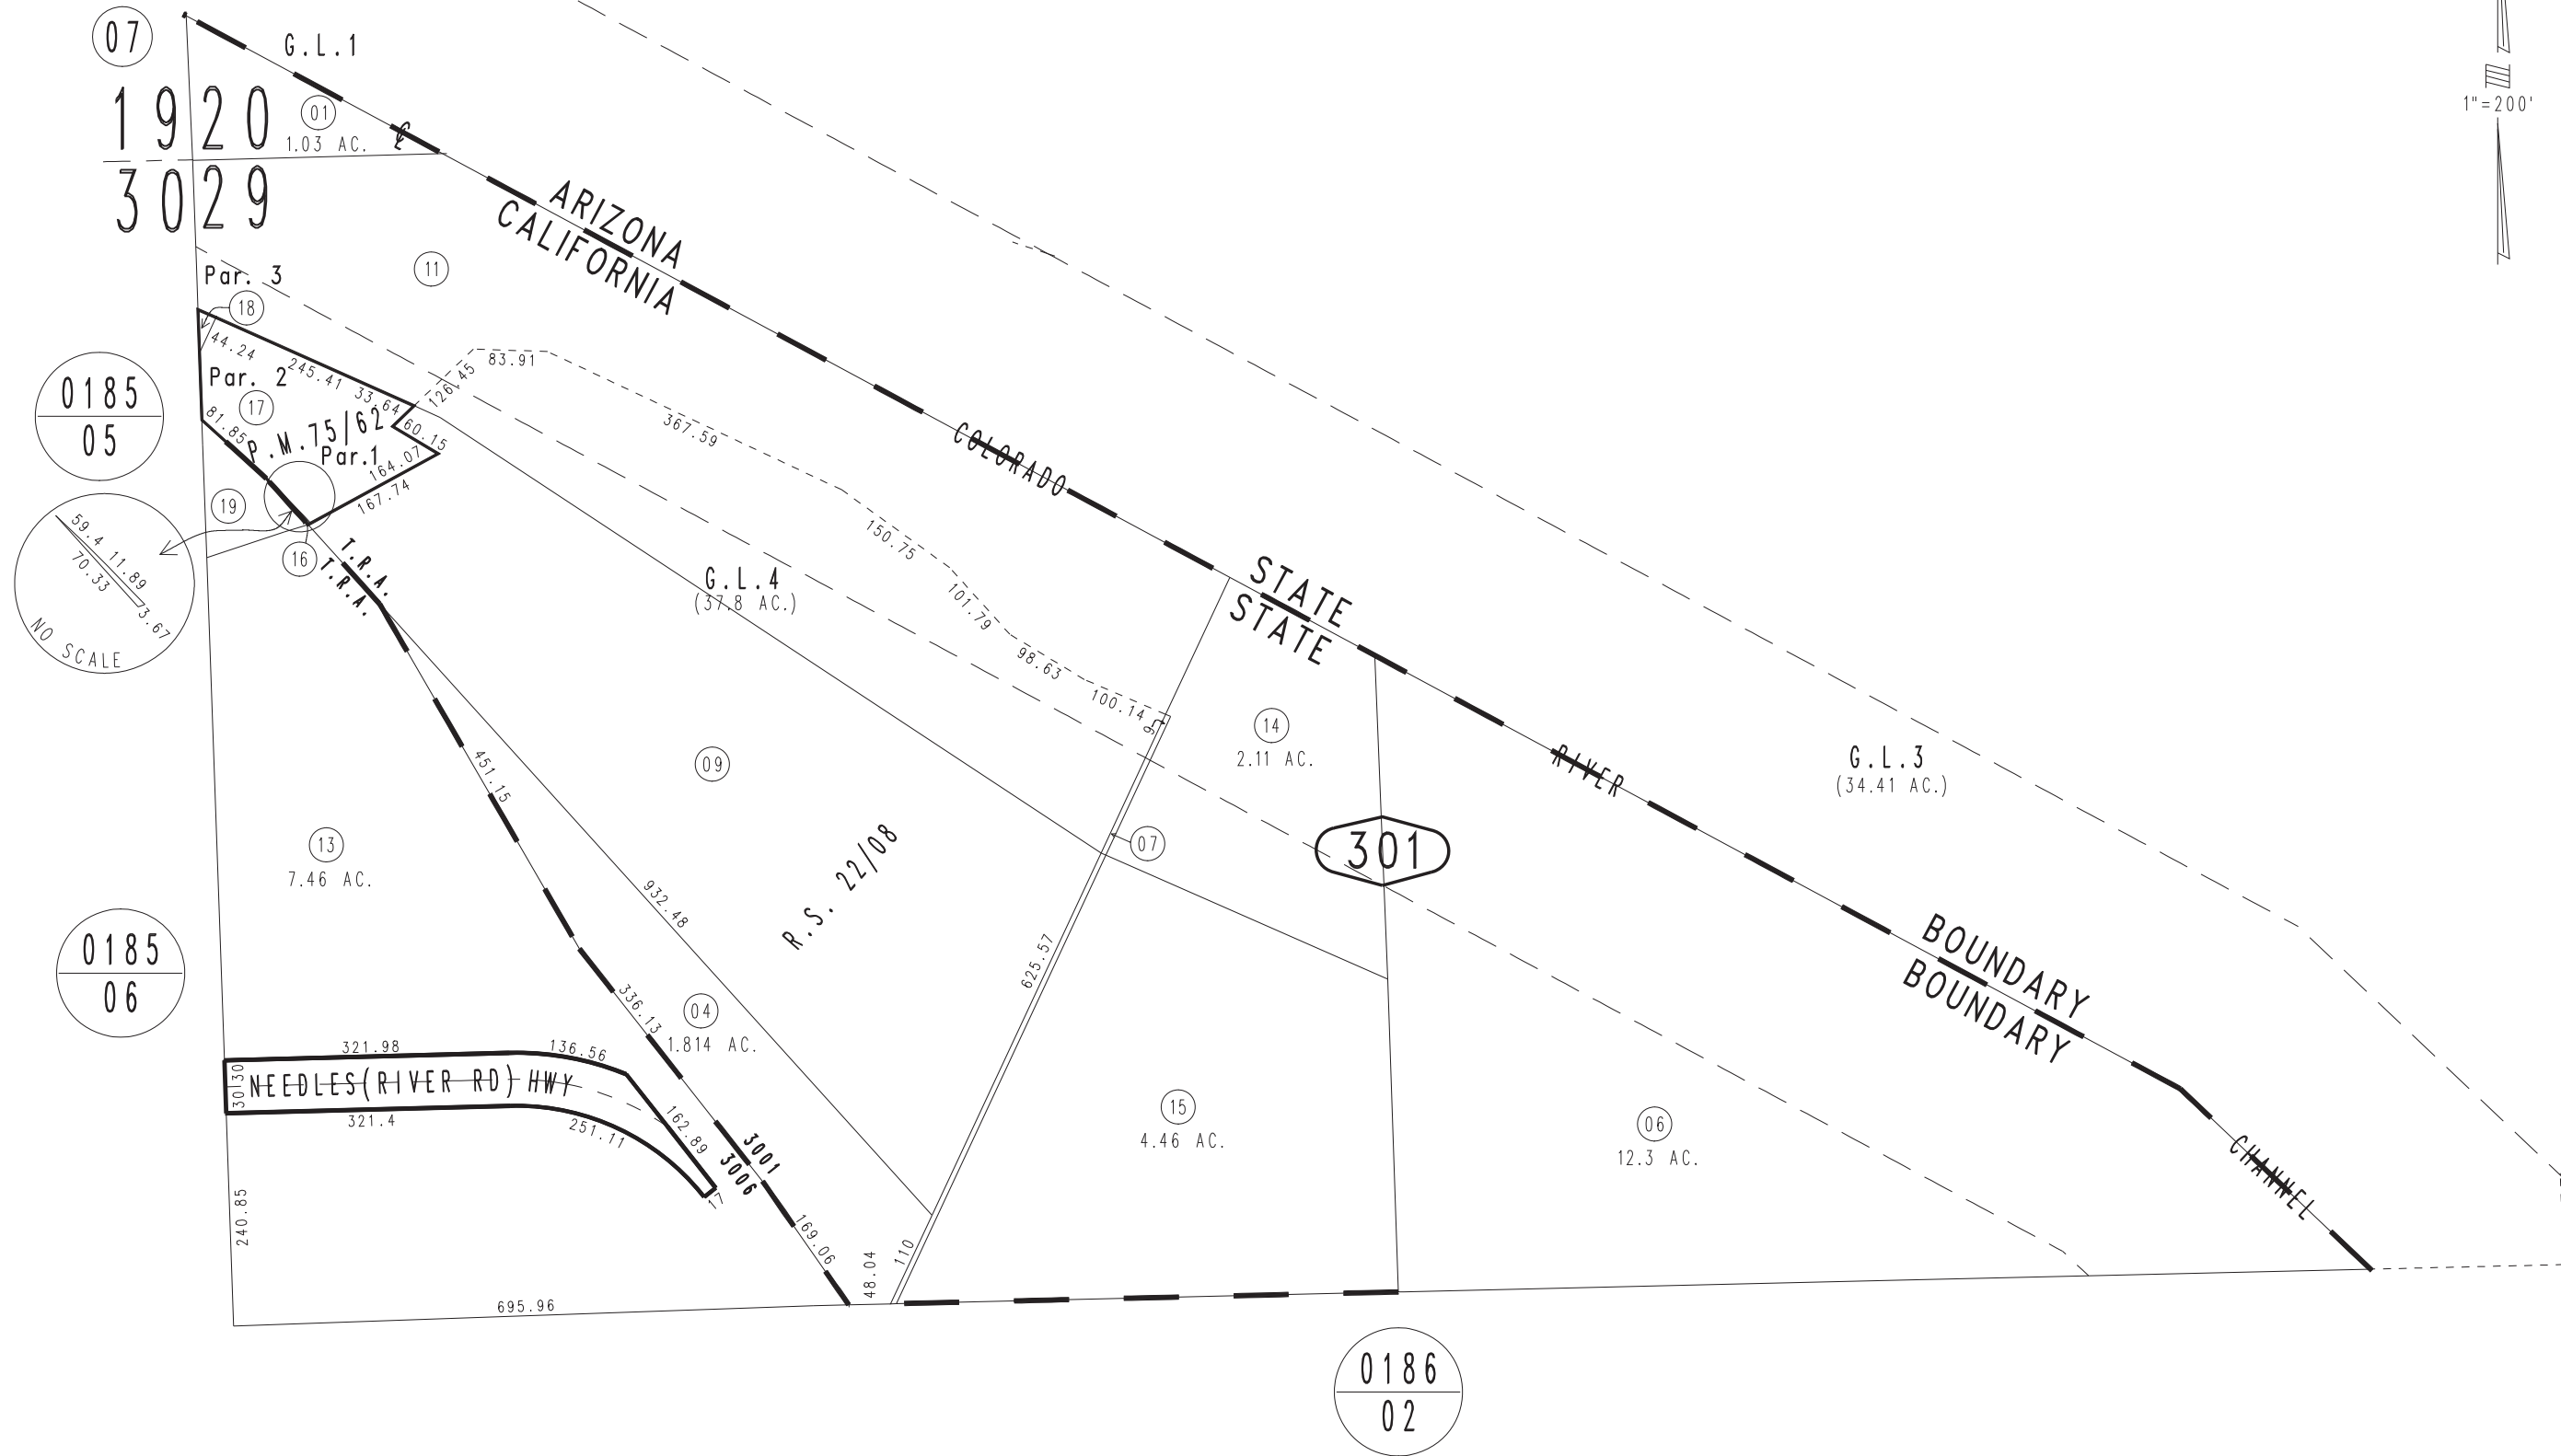 07
G.L.1
1"=200'
19 20
30 29
01
1.03 AC.
ARIZONA
CALIFORNIA
11
Par. 3
18
44.24
245.41
33.64
126.45
83.91
367.59
0185
05
Par. 2
17
81.85
P.M.75/62
Par.1
60.15
164.07
167.74
COLORADO
19
16
59.4
11.89
70.33
3.67
NO SCALE
T.R.A.
T.R.A.
150.75
101.79
98.63
100.14
G.L.4
(37.8 AC.)
STATE
STATE
14
2.11 AC.
RIVER
G.L.3
(34.41 AC.)
09
451.15
13
7.46 AC.
R.S. 22/08
07
301
932.48
625.57
0185
06
BOUNDARY
BOUNDARY
336.13
04
1.814 AC.
321.98
136.56
30
30
NEEDLES(RIVER RD) HWY
321.4
251.11
162.89
17
3001
3006
15
4.46 AC.
06
12.3 AC.
CHANNEL
240.85
169.06
48.04
110
695.96
0186
02